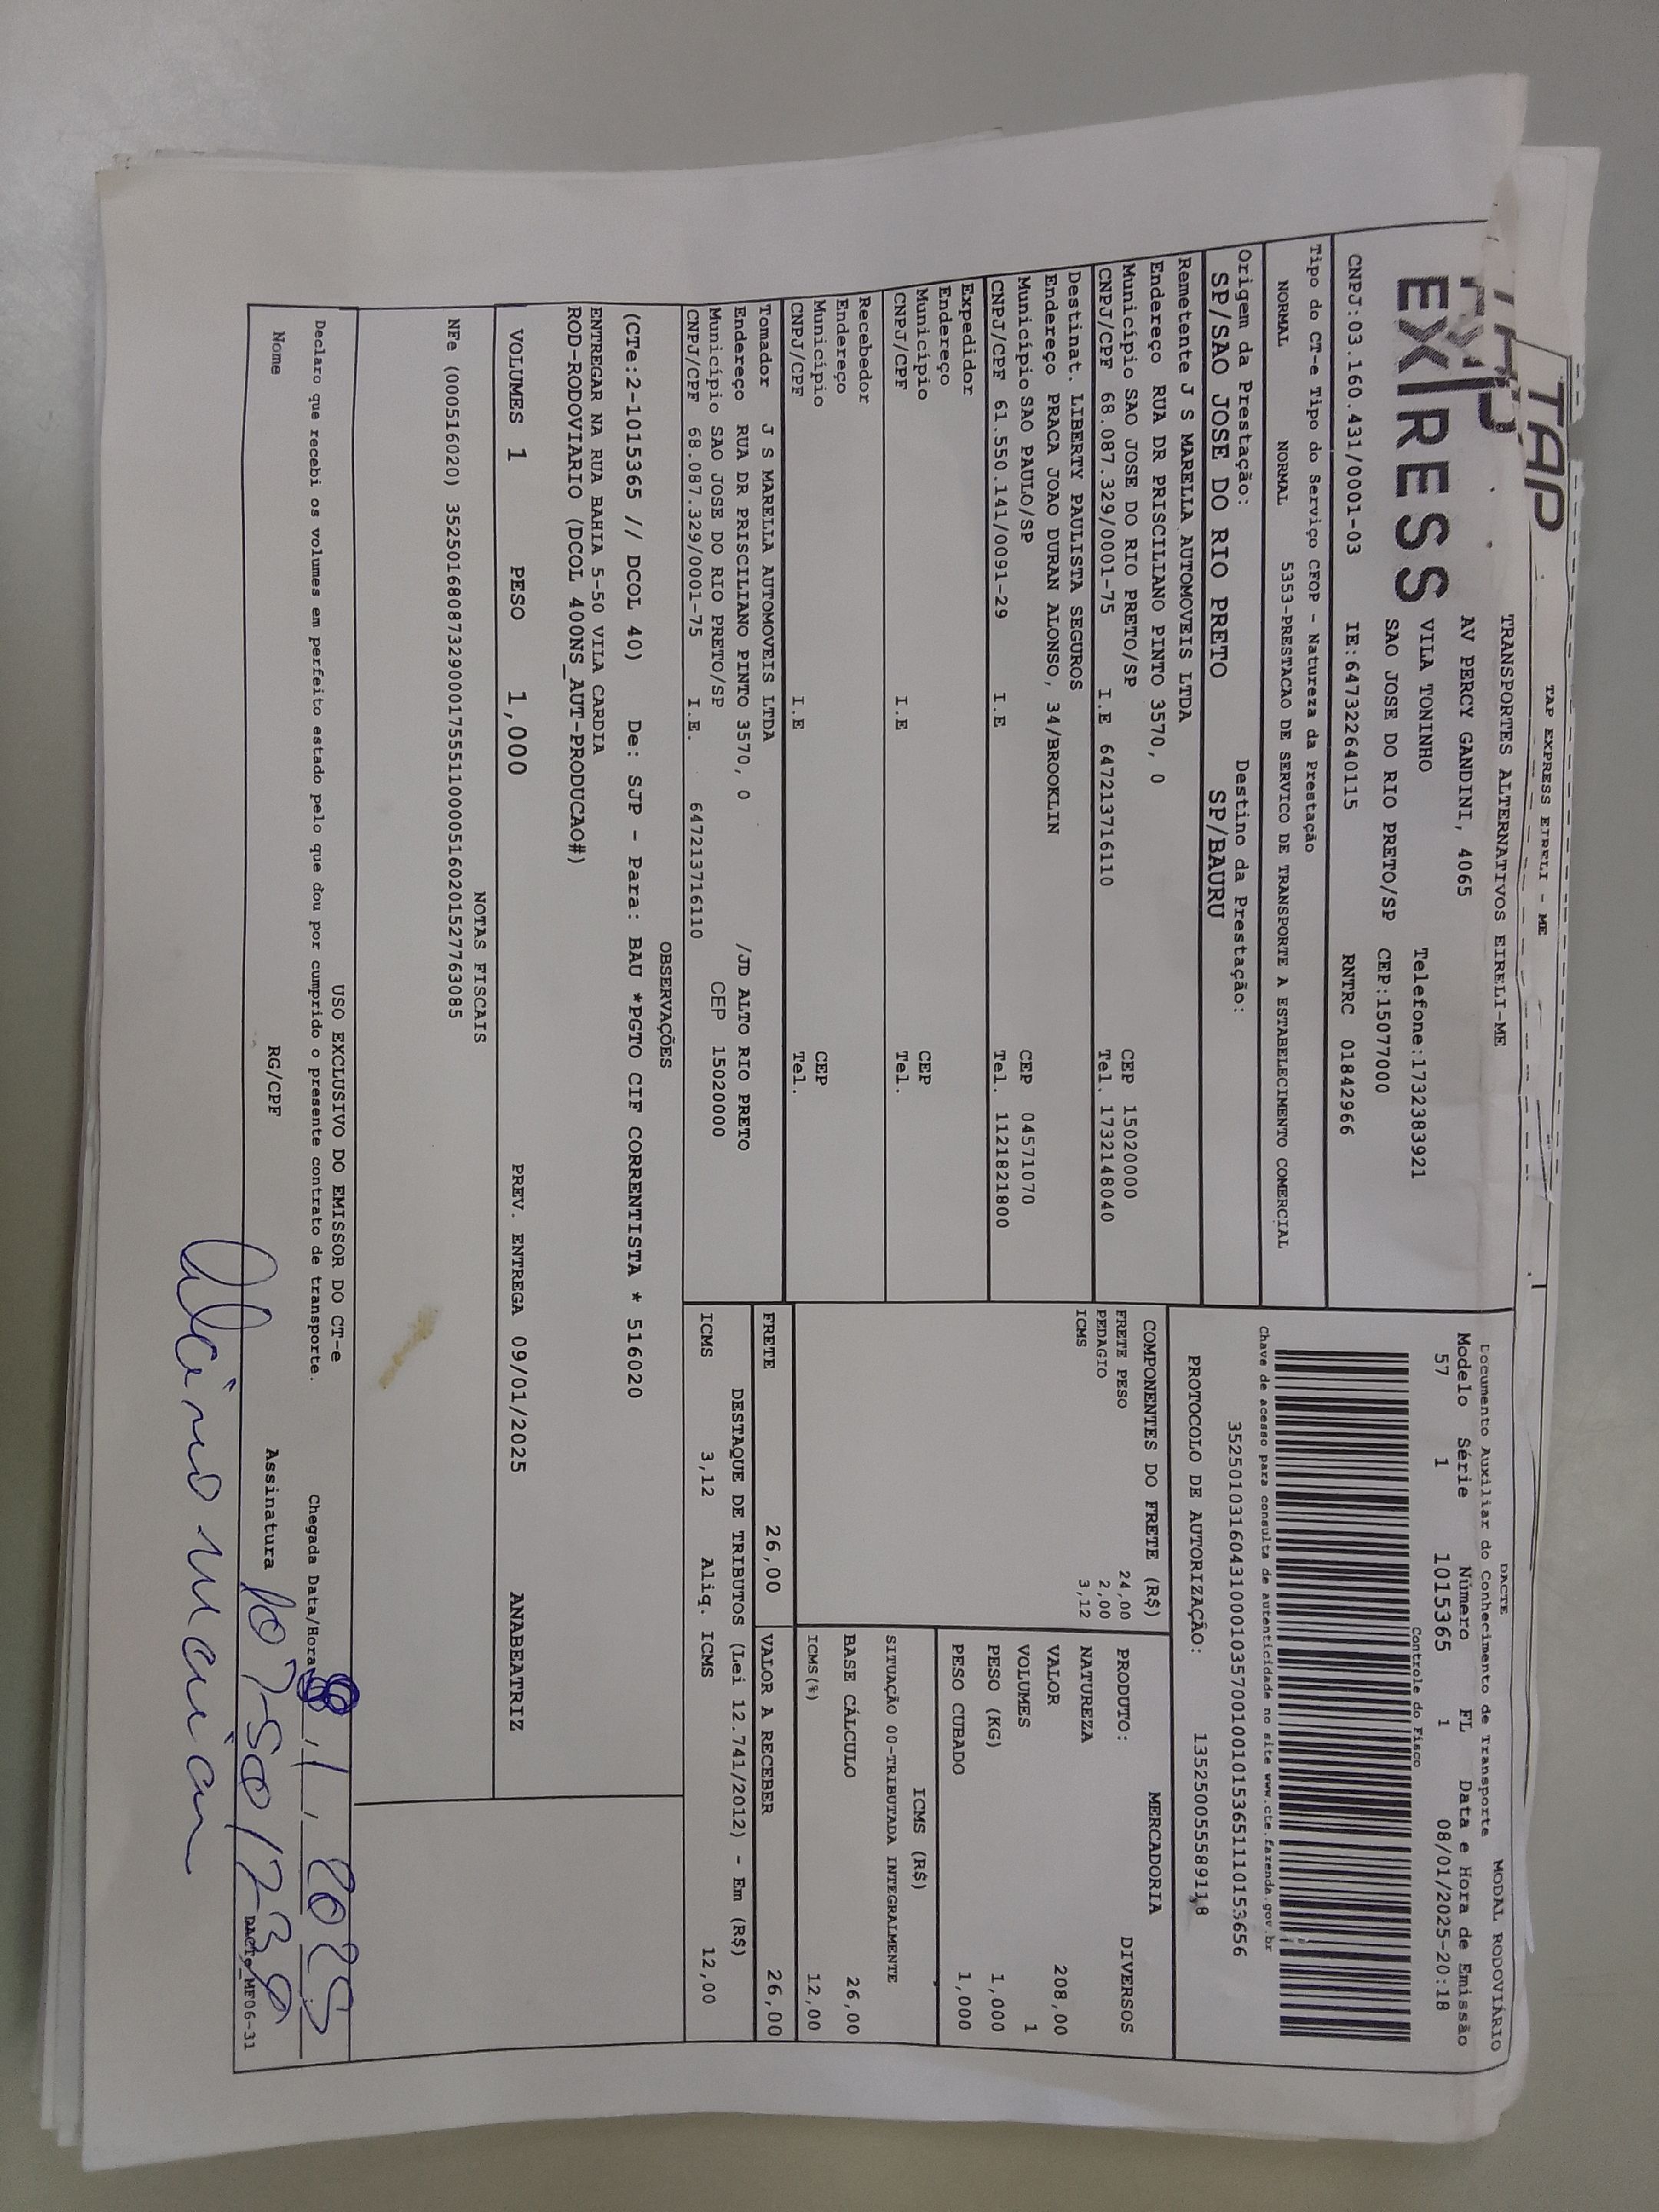 TAP
TAP EXPRESS EIRELI - ME
EXPRESS
TRANSPORTES ALTERNATIVOS EIRELI-ME
AV PERCY GANDINI, 4065
VILA TONINHO Telefone:1732383921
SAO JOSE DO RIO PRETO/SP CEP:15077000
CNPJ:03.160.431/0001-03 IE:647322640115 RNTRC 01842966
DACTE MODAL RODOVIÁRIO
Documento Auxiliar do Conhecimento de Transporte
Modelo Série Número FL Data e Hora de Emissão
57 1 1015365 1 08/01/2025-20:18
Controle do Fisco
Chave de acesso para consulta de autenticidade no site www.cte.fazenda.gov.br
35250103160431000103570010010153651110153656
PROTOCOLO DE AUTORIZAÇÃO: 135250055589118
Tipo do CT-e Tipo do Serviço CFOP - Natureza da Prestação
NORMAL NORMAL 5353-PRESTACAO DE SERVICO DE TRANSPORTE A ESTABELECIMENTO COMERCIAL
Origem da Prestação: Destino da Prestação:
SP/SAO JOSE DO RIO PRETO SP/BAURU
Remetente J S MARELLA AUTOMOVEIS LTDA
Endereço RUA DR PRISCILIANO PINTO 3570, 0
Município SAO JOSE DO RIO PRETO/SP CEP 15020000
CNPJ/CPF 68.087.329/0001-75 I.E 647213716110 Tel. 1732148040
Destinat. LIBERTY PAULISTA SEGUROS
Endereço PRACA JOAO DURAN ALONSO, 34/BROOKLIN
Município SAO PAULO/SP CEP 04571070
CNPJ/CPF 61.550.141/0091-29 I.E Tel. 1121821800
Expedidor
Endereço
Município CEP
CNPJ/CPF I.E Tel.
Recebedor
Endereço
Município CEP
CNPJ/CPF I.E Tel.
Tomador J S MARELLA AUTOMOVEIS LTDA
Endereço RUA DR PRISCILIANO PINTO 3570, 0 /JD ALTO RIO PRETO
Município SAO JOSE DO RIO PRETO/SP CEP 15020000
CNPJ/CPF 68.087.329/0001-75 I.E. 647213716110
COMPONENTES DO FRETE (R$)
FRETE PESO 24,00
PEDAGIO 2,00
ICMS 3,12
MERCADORIA
PRODUTO: DIVERSOS
NATUREZA
VALOR 208,00
VOLUMES 1
PESO (KG) 1,000
PESO CUBADO 1,000
ICMS (R$)
SITUAÇÃO 00-TRIBUTADA INTEGRALMENTE
BASE CÁLCULO 26,00
ICMS(%) 12,00
FRETE 26,00 VALOR A RECEBER 26,00
DESTAQUE DE TRIBUTOS (Lei 12.741/2012) - Em (R$)
ICMS 3,12 Aliq. ICMS 12,00
OBSERVAÇÕES
(CTe:2-1015365 // DCOL 40) De: SJP - Para: BAU *PGTO CIF CORRENTISTA * 516020
ENTREGAR NA RUA BAHIA 5-50 VILA CARDIA
ROD-RODOVIARIO (DCOL 400NS_AUT-PRODUCAO#)
VOLUMES 1 PESO 1,000 PREV. ENTREGA 09/01/2025 ANABEATRIZ
NOTAS FISCAIS
NFe (000516020) 35250168087329000175551000051602015277630​85
USO EXCLUSIVO DO EMISSOR DO CT-e
Declaro que recebi os volumes em perfeito estado pelo que dou por cumprido o presente contrato de transporte. Chegada Data/Hora 1 2025
Nome RG/CPF Assinatura
DACTe_MF06-31